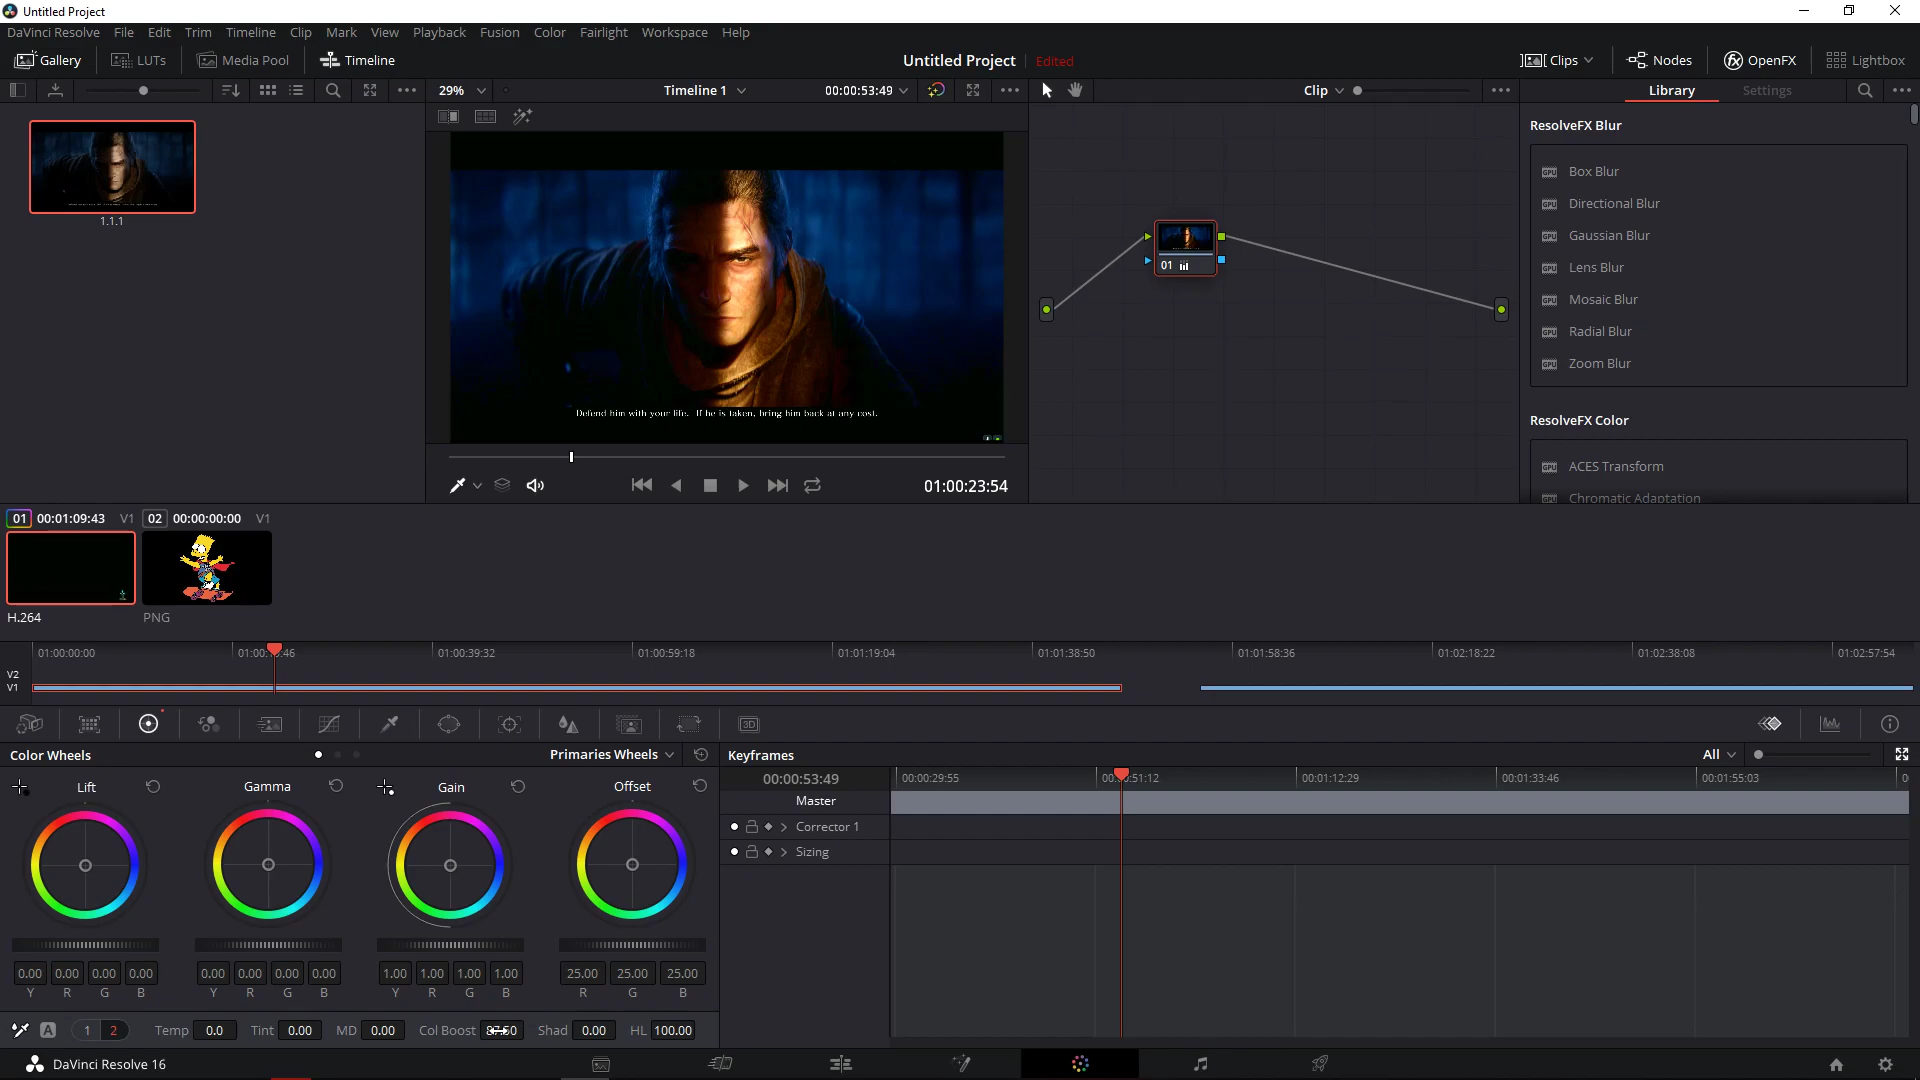 Untitled Project
DaVinci Resolve File Edit Trim Timeline Clip Mark View Playback Fusion Color Fairlight Workspace Help
Gallery LUTs Media Pool Timeline Untitled Project Edited Clips Nodes OpenFX Lightbox
29% Timeline 1 00:00:53:49 Clip Library Settings
ResolveFX Blur
Box Blur
Directional Blur
Gaussian Blur
Lens Blur
Mosaic Blur
Radial Blur
Zoom Blur
ResolveFX Color
ACES Transform
Chromatic Adaptation
1.1.1
Defend him with your life. If he is taken, bring him back at any cost.
01:00:23:54
01 00:01:09:43 V1 02 00:00:00:00 V1
H.264 PNG
01:00:00:00 01:00:39:32 01:00:59:18 01:01:19:04 01:01:38:50 01:01:58:36 01:02:18:22 01:02:38:08 01:02:57:54
V2
V1
3D
Color Wheels Primaries Wheels Keyframes All
Lift Gamma Gain Offset
00:00:53:49 00:00:29:55 00:01:12:29 00:01:33:46 00:01:55:03
Master
Corrector 1
Sizing
0.00 0.00 0.00 0.00 0.00 0.00 0.00 0.00 1.00 1.00 1.00 1.00 25.00 25.00 25.00
Y R G B Y R G B Y R G B R G B
A 1 2 Temp 0.0 Tint 0.00 MD 0.00 Col Boost Shad 0.00 HL 100.00
DaVinci Resolve 16